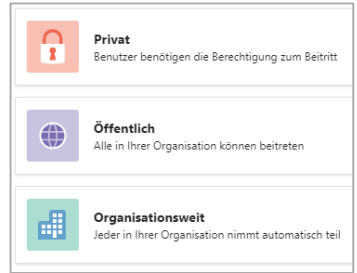 Privat
Benutzer benötigen die Berechtigung zum Beitritt
Öffentlich
Alle in Ihrer Organisation können beitreten
Organisationsweit
Jeder in Ihrer Organisation nimmt automatisch teil